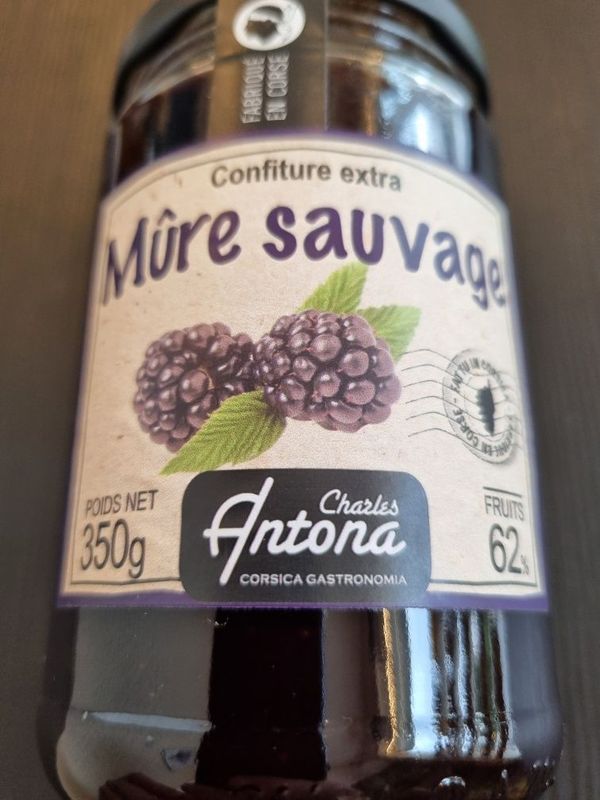 FABRIQUÉ
EN CORSE
Confiture extra
Mûre sauvage
POIDS NET
350g
Charles
Antona
CORSICA GASTRONOMIA
FRUITS
62%